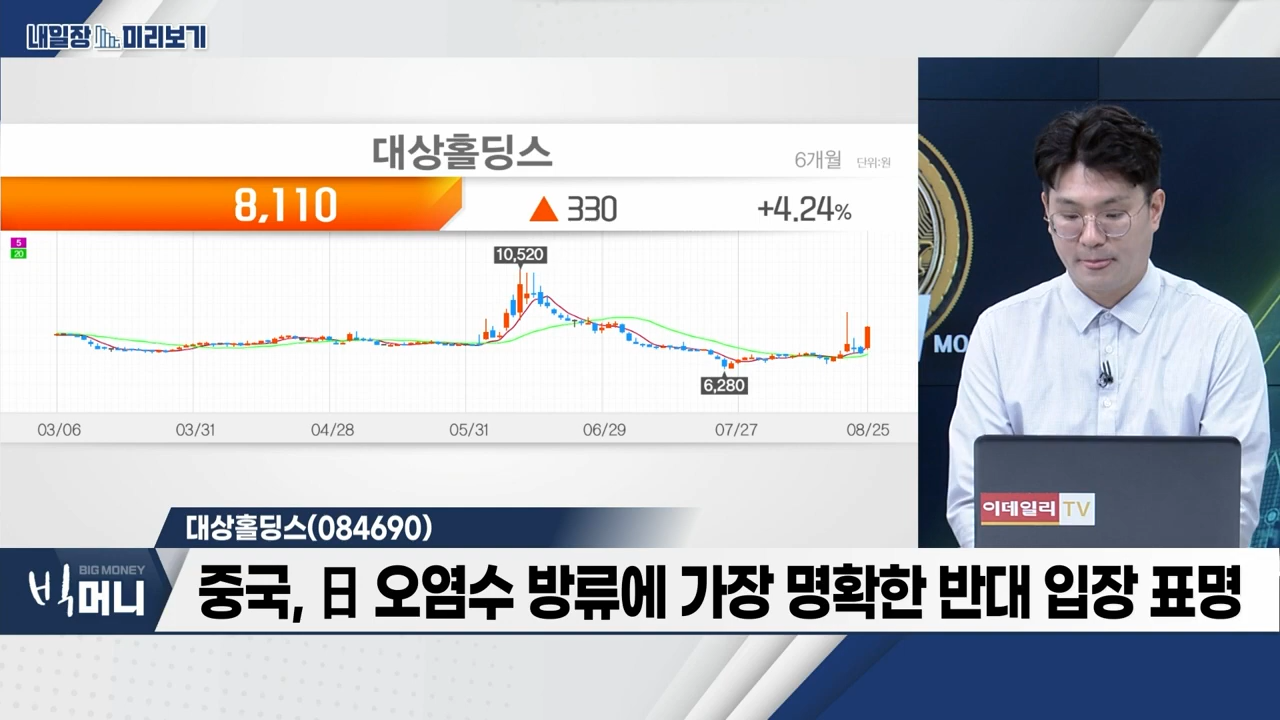 내일장 미리보기
대상홀딩스
6개월 단위:원
8,110 ▲ 330 +4.24%
5
20
10,520
6,280
03/06 03/31 04/28 05/31 06/29 07/27 08/25
MO
이데일리 TV
대상홀딩스(084690)
BIG MONEY
빅머니
중국, 日 오염수 방류에 가장 명확한 반대 입장 표명